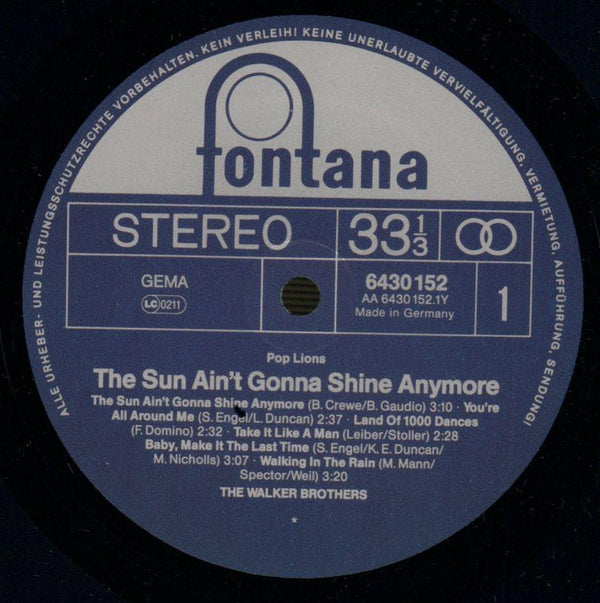 ALLE URHEBER- UND LEISTUNGSSCHUTZRECHTE VORBEHALTEN. KEIN VERLEIH! KEINE UNERLAUBTE VERVIELFÄLTIGUNG, VERMIETUNG, AUFFÜHRUNG, SENDUNG!
fontana
STEREO 33 1/3
GEMA
LC 0211
6430 152
AA 6430 152.1Y
Made in Germany
1
Pop Lions
The Sun Ain't Gonna Shine Anymore
The Sun Ain't Gonna Shine Anymore (B. Crewe/B. Gaudio) 3:10 · You're
All Around Me (S. Engel/L. Duncan) 2:37 · Land Of 1000 Dances
(F. Domino) 2:32 · Take It Like A Man (Leiber/Stoller) 2:28
Baby, Make It The Last Time (S. Engel/K. E. Duncan/
M. Nicholls) 3:07 · Walking In The Rain (M. Mann/
Spector/Weil) 3:20
THE WALKER BROTHERS
*